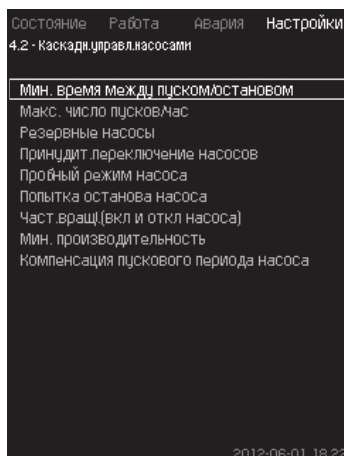 Состояние Работа Авария Настройки
4.2 - Каскадн.управл.насосами
Мин. время между пуском/остановом
Макс. число пусков/час
Резервные насосы
Принудит.переключение насосов
Пробный режим насоса
Попытка останова насоса
Част.вращ.(вкл и откл насоса)
Мин. производительность
Компенсация пускового периода насоса
2012-06-01 18:22